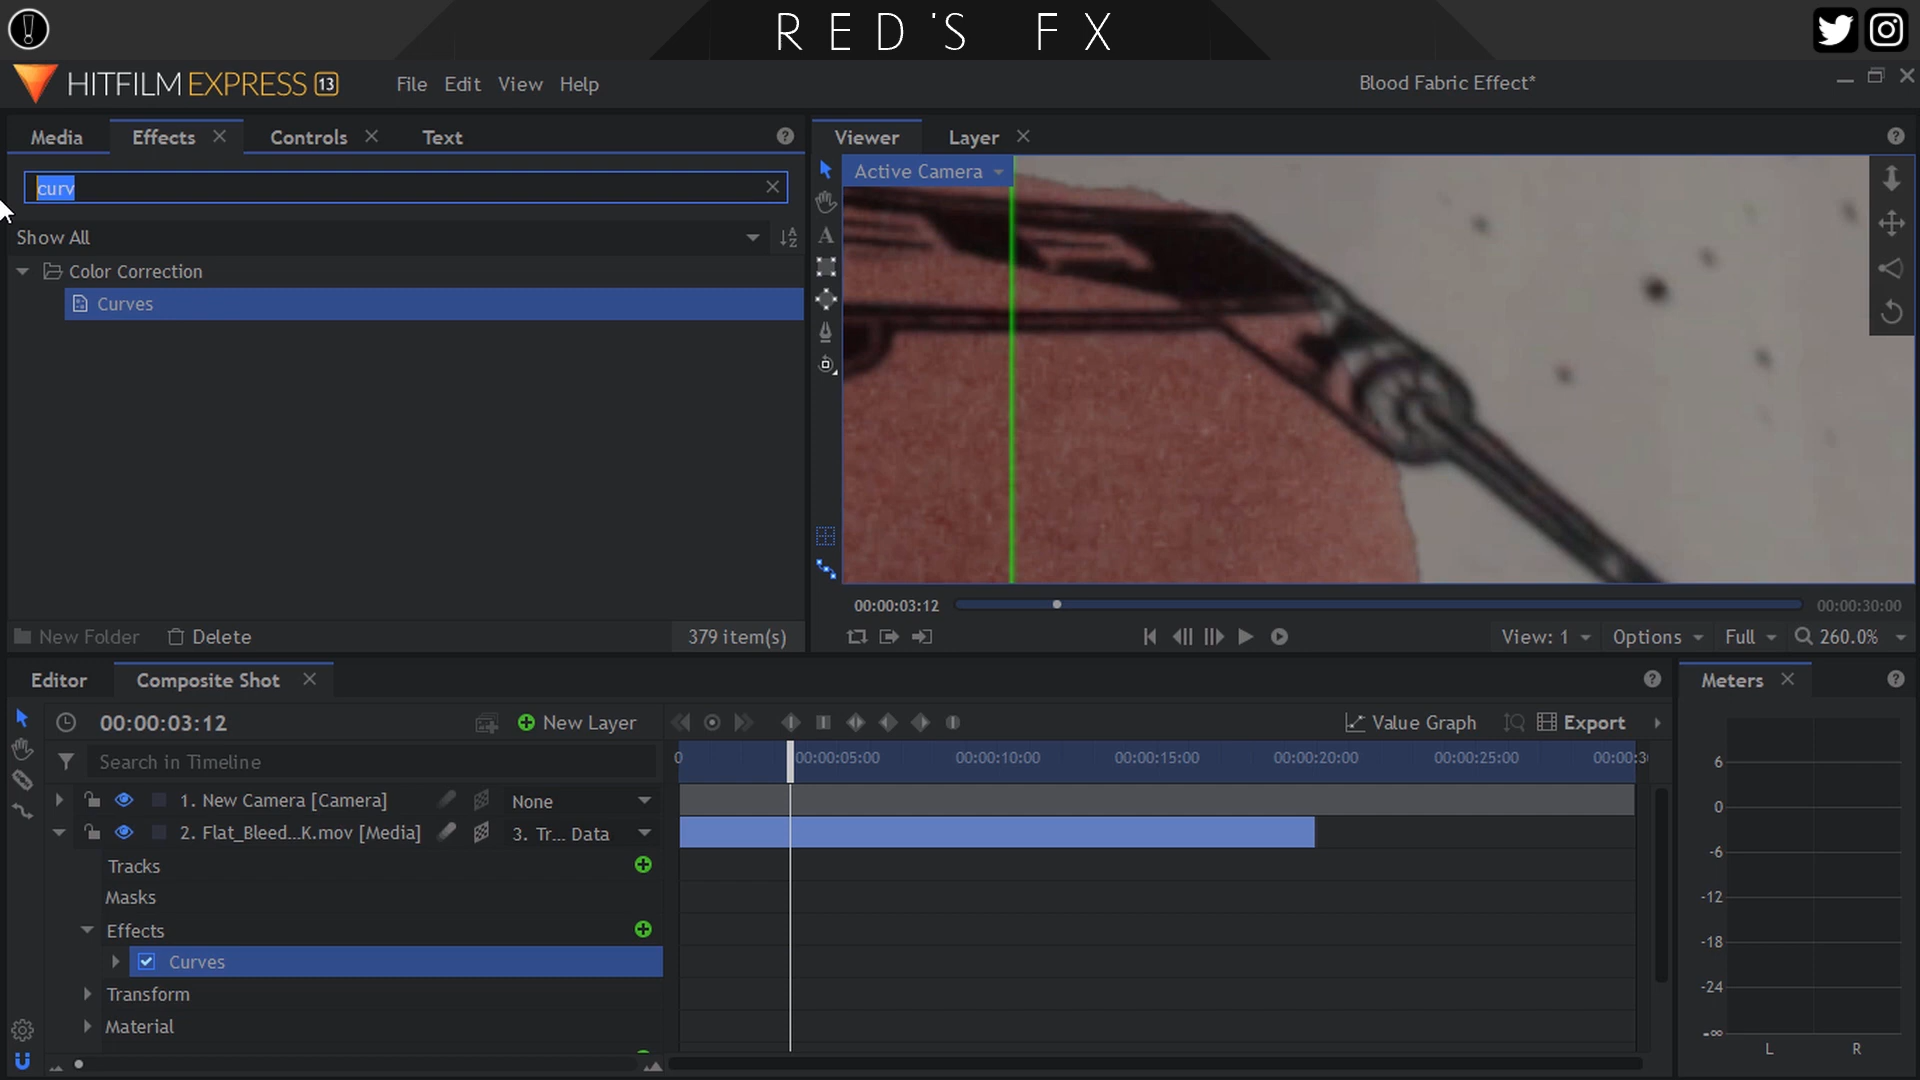 RED'S FX
HITFILM EXPRESS 13
File Edit View Help
Blood Fabric Effect*
Media Effects Controls Text
curv
Show All
Color Correction
Curves
New Folder Delete 379 item(s)
Viewer Layer
Active Camera
00:00:03:12 00:00:30:00
View: 1 Options Full 260.0%
Editor Composite Shot
00:00:03:12 New Layer Value Graph Export
Search in Timeline
0 00:00:05:00 00:00:10:00 00:00:15:00 00:00:20:00 00:00:25:00 00:00:3
1. New Camera [Camera] None
2. Flat_Bleed...K.mov [Media] 3. Tr... Data
Tracks
Masks
Effects
Curves
Transform
Material
Meters
6
0
-6
-12
-18
-24
-∞
L R